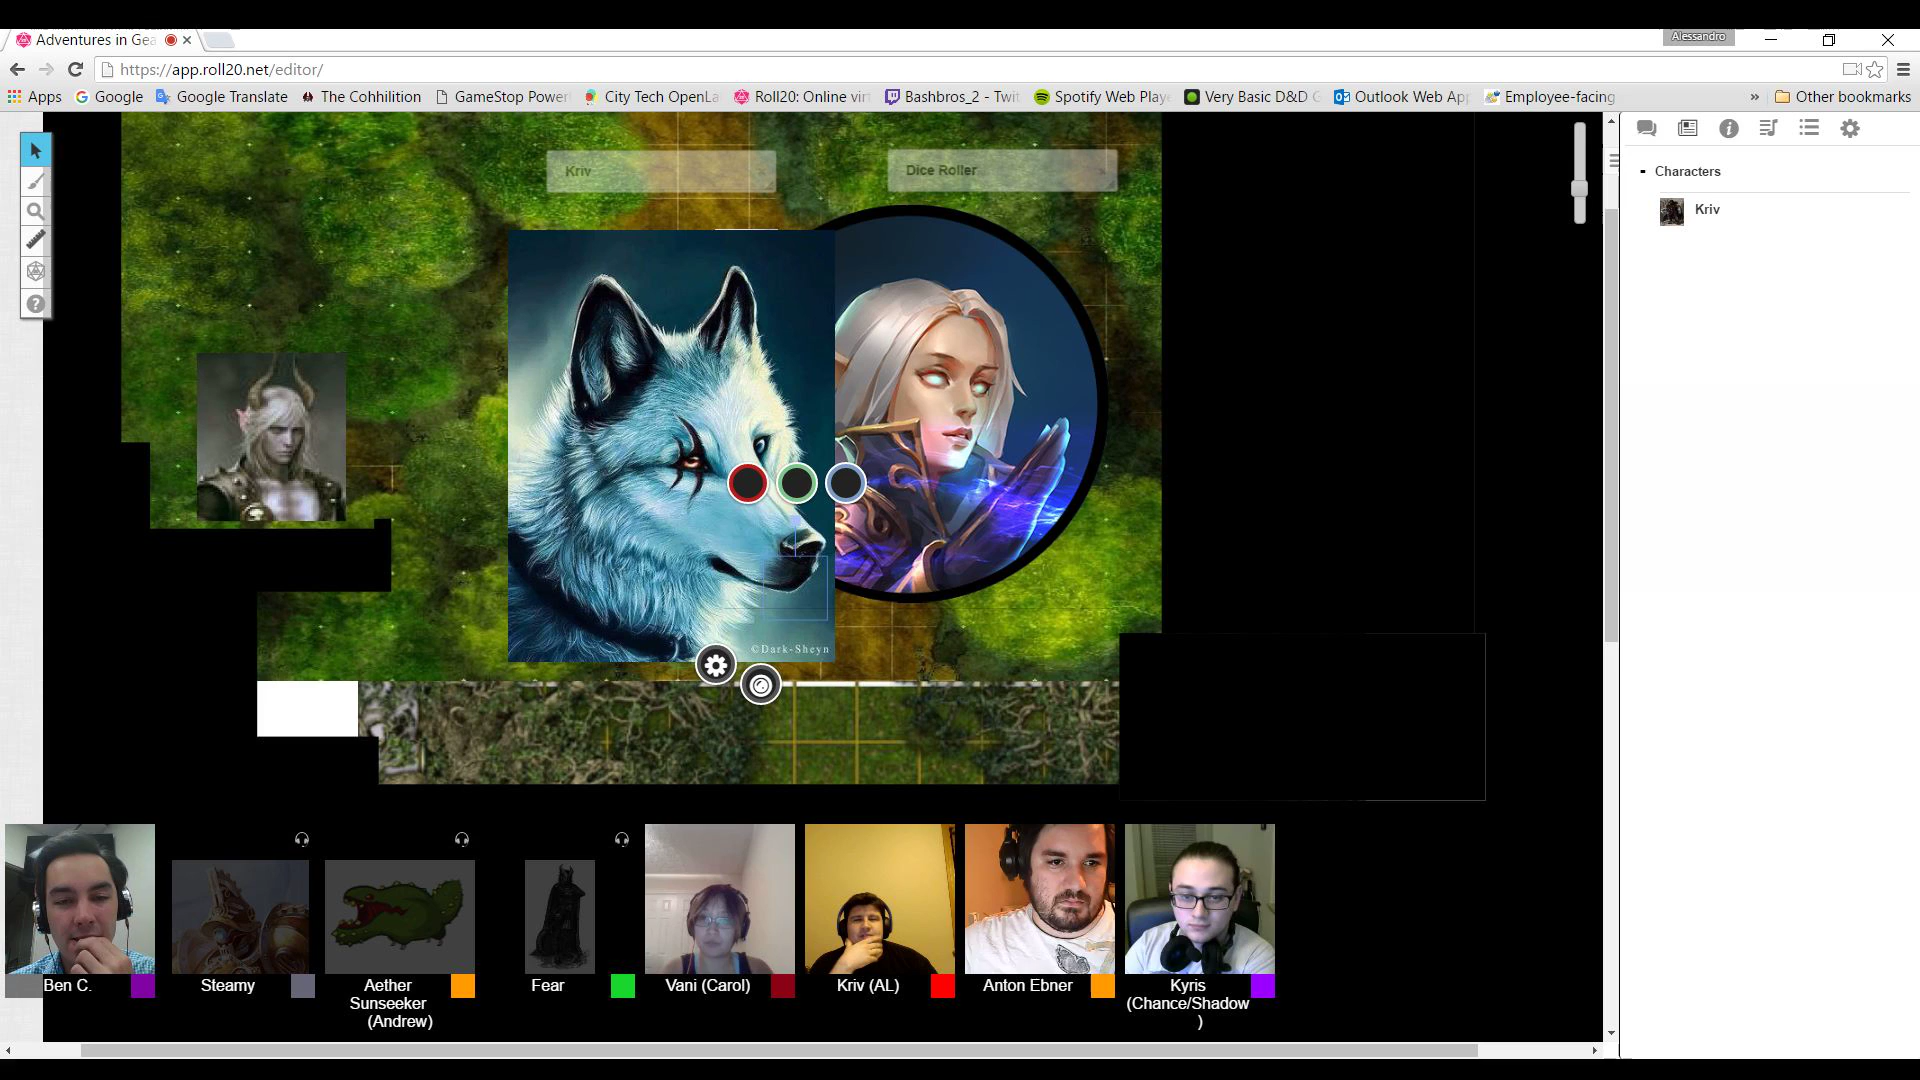 Adventures in Gea
Alessandro
https://app.roll20.net/editor/
Apps
Google
Google Translate
The Cohhilition
GameStop Power
City Tech OpenLa
Roll20: Online virt
Bashbros_2 - Twit
Spotify Web Playe
Very Basic D&D G
Outlook Web App
Employee-facing
»
Other bookmarks
Characters
Kriv
Kriv
Dice Roller
©Dark-Sheyn
Ben C.
Steamy
Aether
Sunseeker
(Andrew)
Fear
Vani (Carol)
Kriv (AL)
Anton Ebner
Kyris
(Chance/Shadow
)